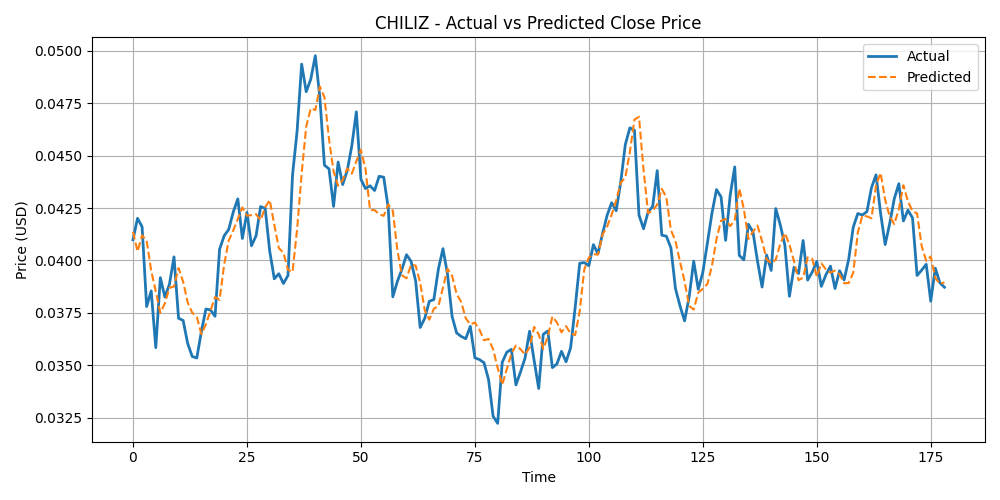 CHILIZ - Actual vs Predicted Close Price
Actual
Predicted
Price (USD)
0.0500
0.0475
0.0450
0.0425
0.0400
0.0375
0.0350
0.0325
0 25 50 75 100 125 150 175
Time